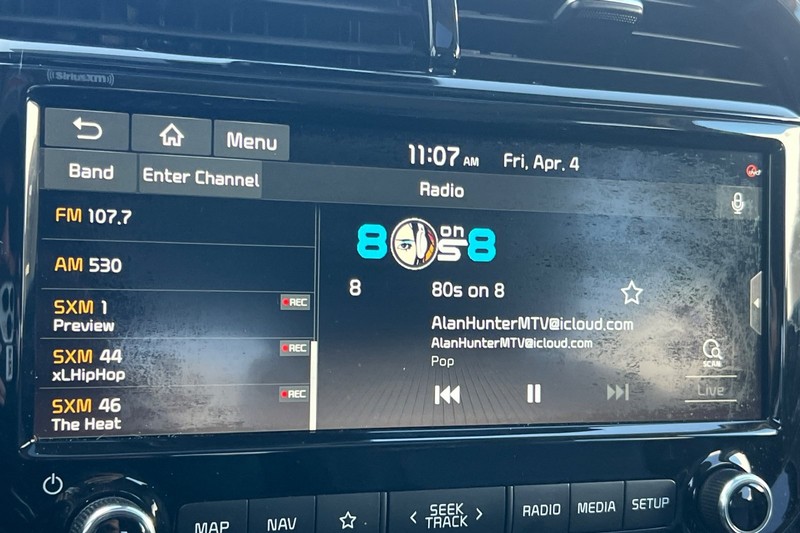 ((SiriusXM))
Menu
11:07 AM Fri, Apr. 4
Band Enter Channel Radio
FM 107.7
AM 530
SXM 1 REC
Preview
SXM 44 REC
xLHipHop
SXM 46 REC
The Heat
80s on 8
8 80s on 8
AlanHunterMTV@icloud.com
AlanHunterMTV@icloud.com
Pop
SCAN
Live
MAP NAV < SEEK > RADIO MEDIA SETUP
TRACK